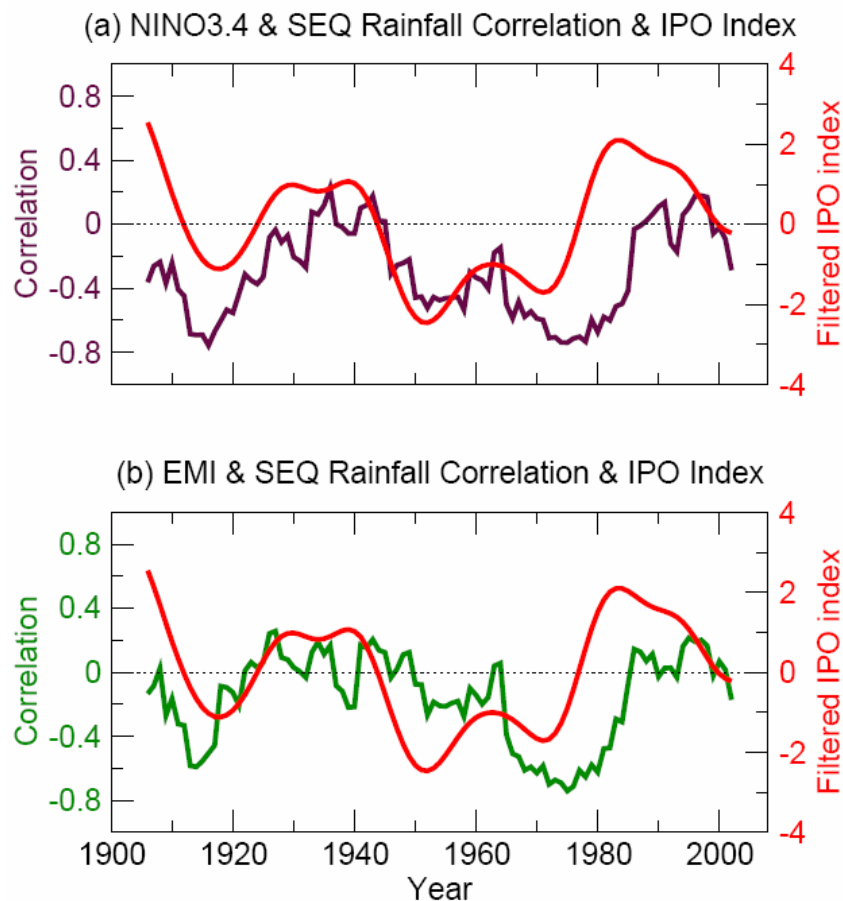 (a) NINO3.4 & SEQ Rainfall Correlation & IPO Index
Correlation
0.8
0.4
0
-0.4
-0.8
4
2
0
-2
-4
Filtered IPO index
(b) EMI & SEQ Rainfall Correlation & IPO Index
Correlation
0.8
0.4
0
-0.4
-0.8
4
2
0
-2
-4
Filtered IPO index
1900 1920 1940 1960 1980 2000
Year